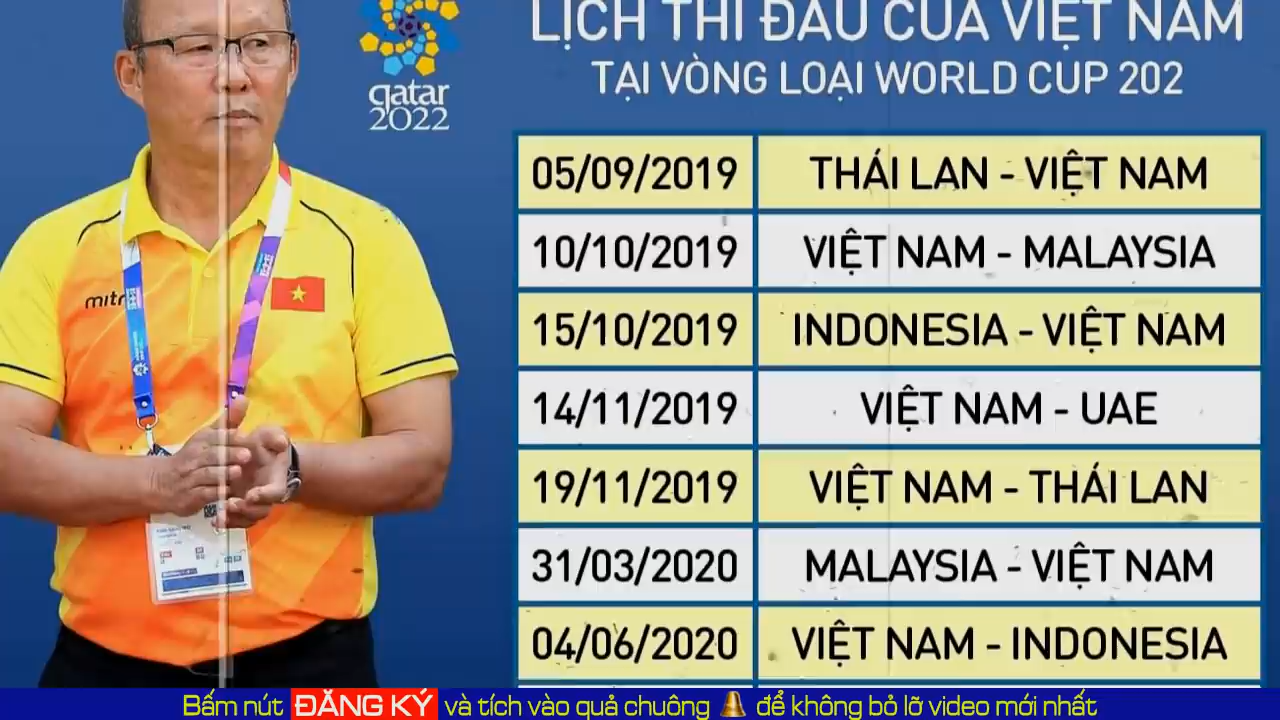 LỊCH THI ĐẤU CỦA VIỆT NAM
TẠI VÒNG LOẠI WORLD CUP 202
qatar
2022
mitr
05/09/2019 THÁI LAN - VIỆT NAM
10/10/2019 VIỆT NAM - MALAYSIA
15/10/2019 INDONESIA - VIỆT NAM
14/11/2019 VIỆT NAM - UAE
19/11/2019 VIỆT NAM - THÁI LAN
31/03/2020 MALAYSIA - VIỆT NAM
04/06/2020 VIỆT NAM - INDONESIA
Bấm nút ĐĂNG KÝ và tích vào quả chuông để không bỏ lỡ video mới nhất